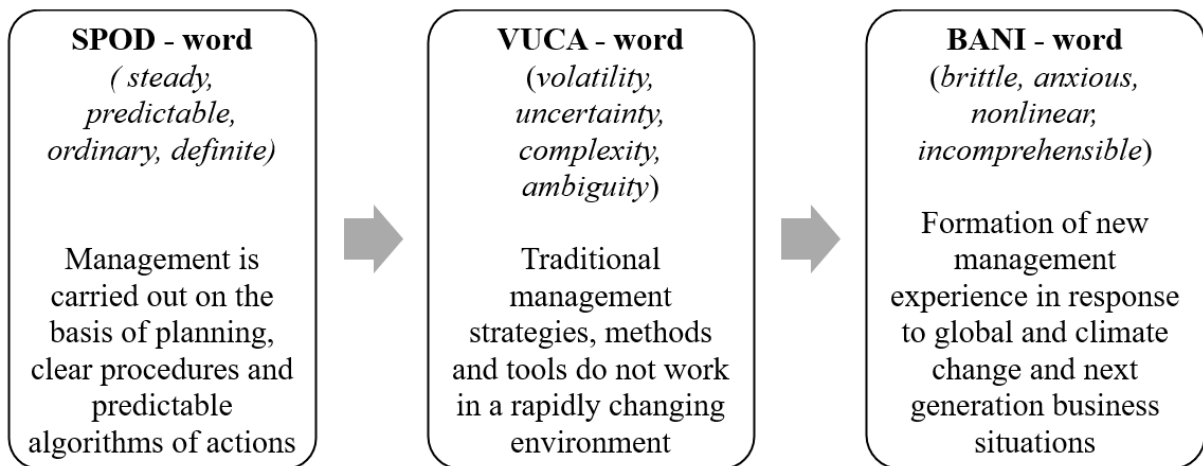 SPOD - word
( steady,
predictable,
ordinary, definite)
Management is
carried out on the
basis of planning,
clear procedures and
predictable
algorithms of actions
VUCA - word
(volatility,
uncertainty,
complexity,
ambiguity)
Traditional
management
strategies, methods
and tools do not work
in a rapidly changing
environment
BANI - word
(brittle, anxious,
nonlinear,
incomprehensible)
Formation of new
management
experience in response
to global and climate
change and next
generation business
situations